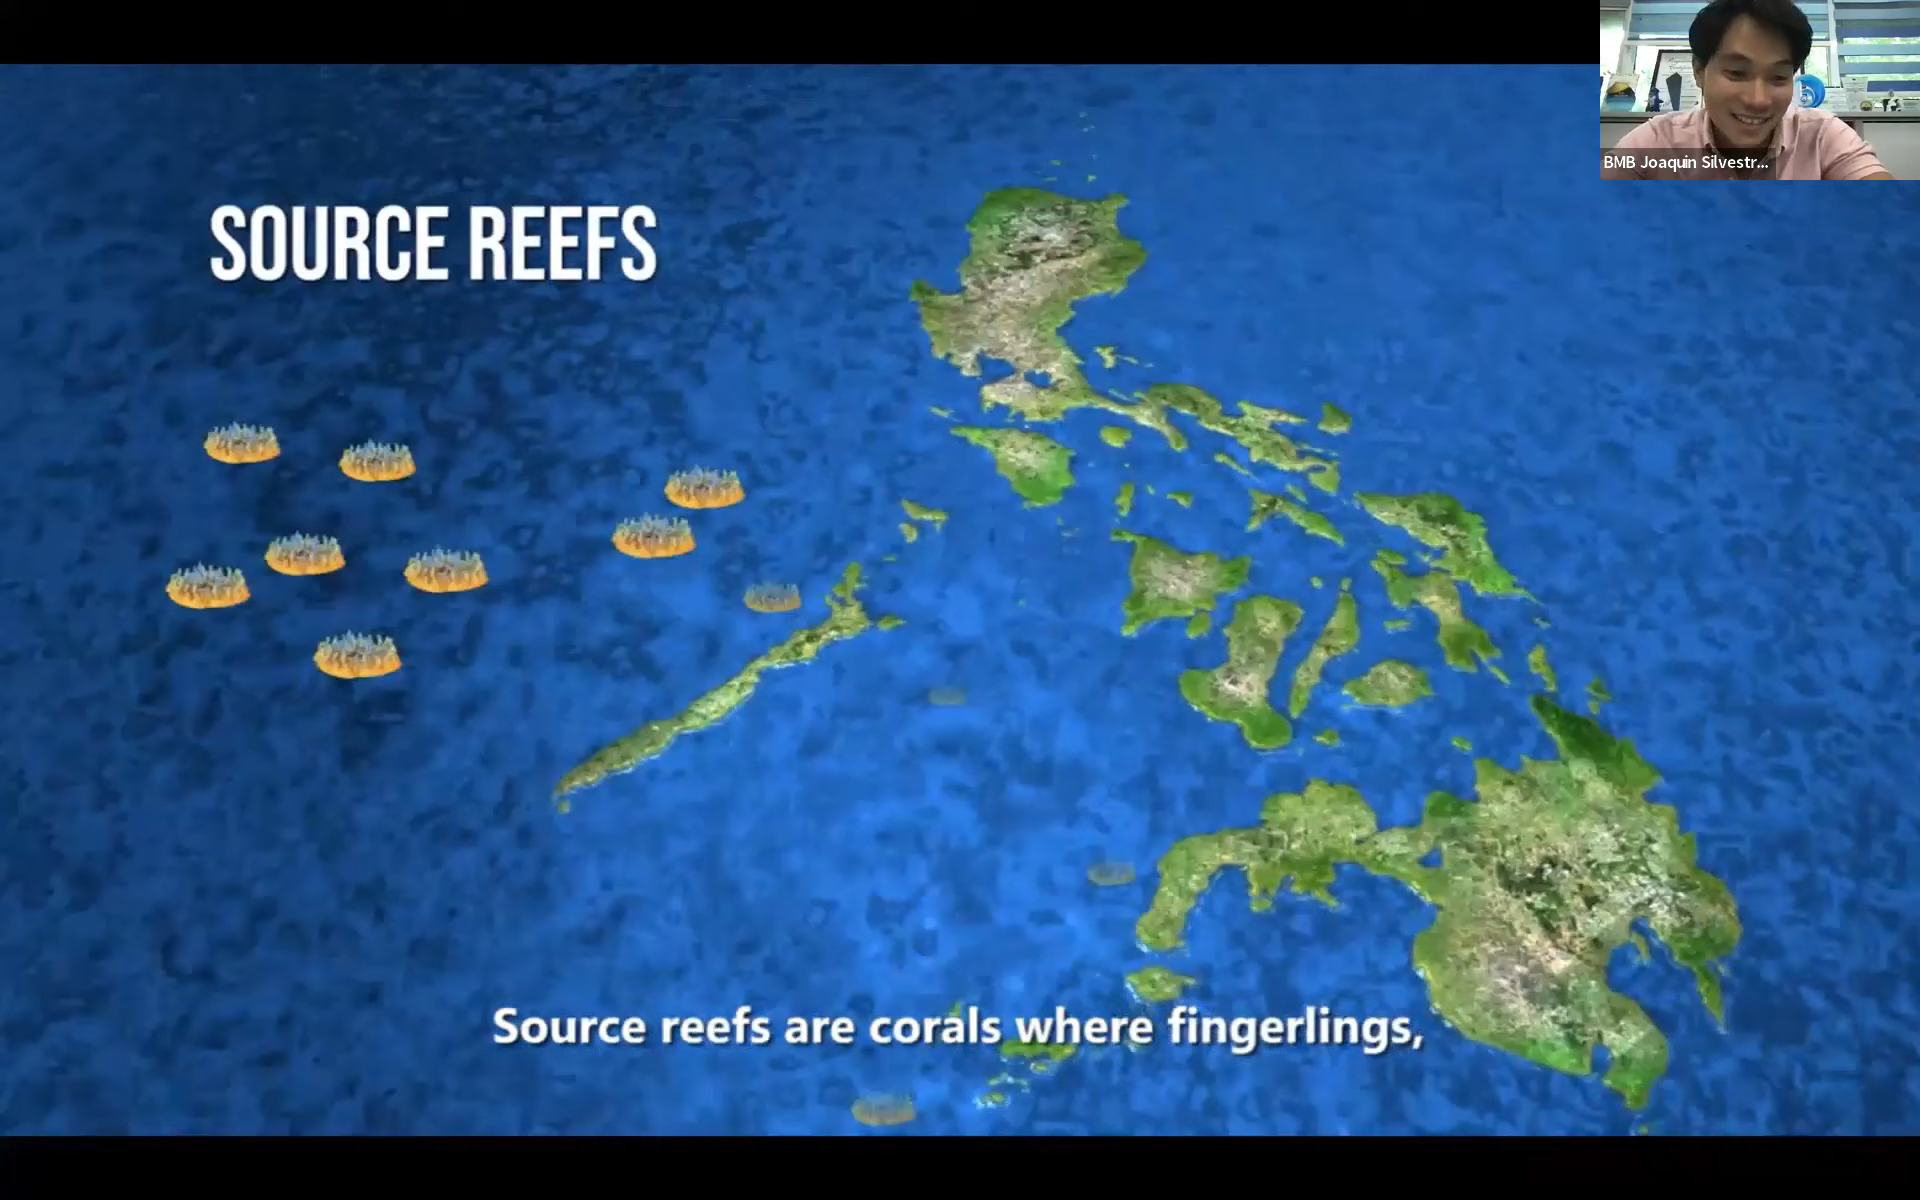 BMB Joaquin Silvestr...
SOURCE REEFS
Source reefs are corals where fingerlings,